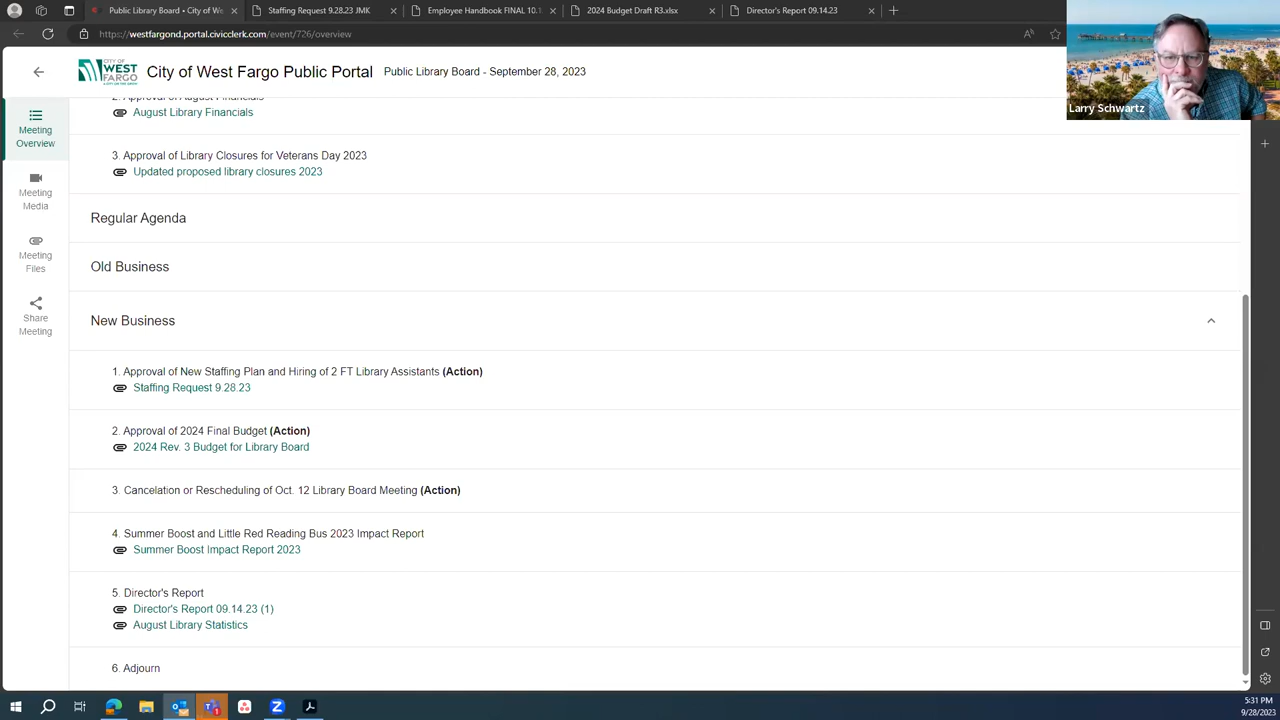 Public Library Board • City of We
Staffing Request 9.28.23 JMK
Employee Handbook FINAL 10.1
2024 Budget Draft R3.xlsx
Director's Report 09.14.23
https://westfargond.portal.civicclerk.com/event/726/overview
CITY OF
WEST
FARGO
City of West Fargo Public Portal
Public Library Board - September 28, 2023
Larry Schwartz
Meeting
Overview
Meeting
Media
Meeting
Files
Share
Meeting
2. Approval of August Financials
August Library Financials
3. Approval of Library Closures for Veterans Day 2023
Updated proposed library closures 2023
Regular Agenda
Old Business
New Business
1. Approval of New Staffing Plan and Hiring of 2 FT Library Assistants (Action)
Staffing Request 9.28.23
2. Approval of 2024 Final Budget (Action)
2024 Rev. 3 Budget for Library Board
3. Cancelation or Rescheduling of Oct. 12 Library Board Meeting (Action)
4. Summer Boost and Little Red Reading Bus 2023 Impact Report
Summer Boost Impact Report 2023
5. Director's Report
Director's Report 09.14.23 (1)
August Library Statistics
6. Adjourn
5:31 PM
9/28/2023